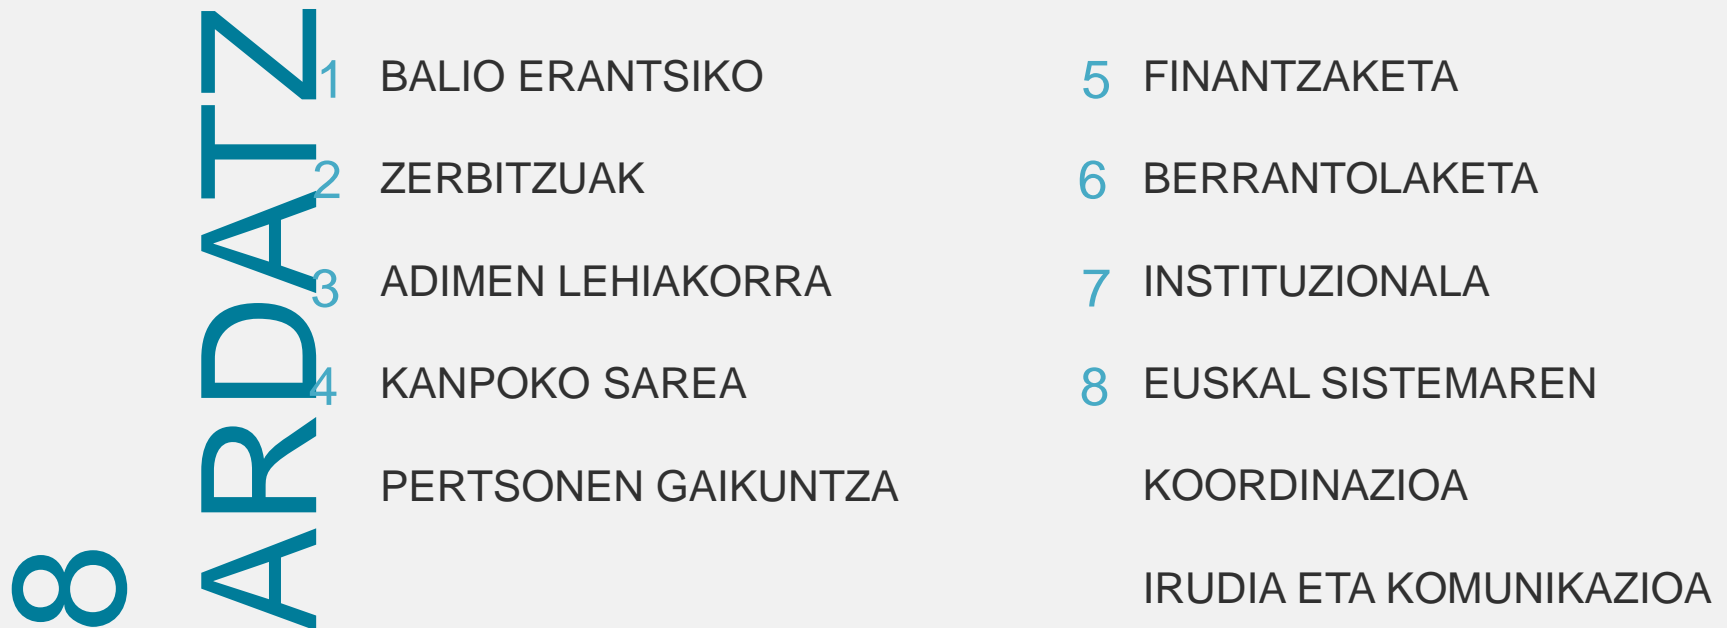 8
ARDATZ
1 BALIO ERANTSIKO
2 ZERBITZUAK
3 ADIMEN LEHIAKORRA
4 KANPOKO SAREA
PERTSONEN GAIKUNTZA
5 FINANTZAKETA
6 BERRANTOLAKETA
7 INSTITUZIONALA
8 EUSKAL SISTEMAREN
KOORDINAZIOA
IRUDIA ETA KOMUNIKAZIOA